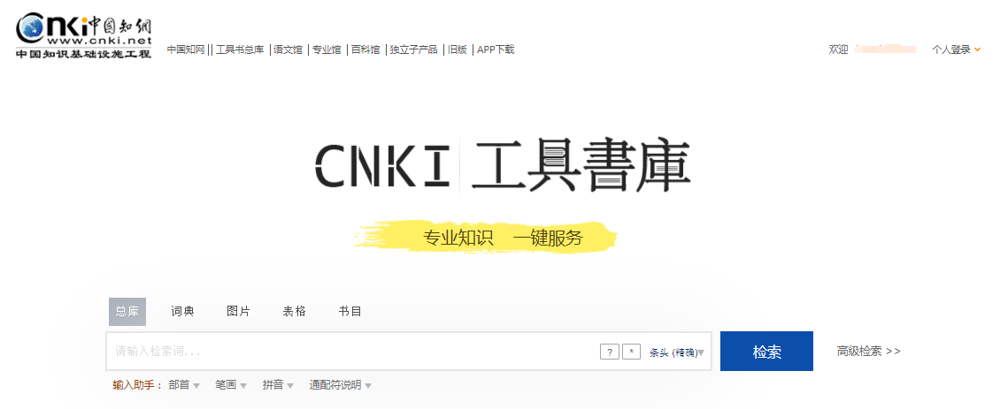 cnki中国知網
www.cnki.net
中国知识基础设施工程
中国知网 || 工具书总库 | 语文馆 | 专业馆 | 百科馆 | 独立子产品 | 旧版 | APP下载
欢迎 个人登录
CNKI 工具書庫
专业知识 一键服务
总库 词典 图片 表格 书目
请输入检索词... ? * 条头 (精确) 检索 高级检索 >>
输入助手： 部首 笔画 拼音 通配符说明